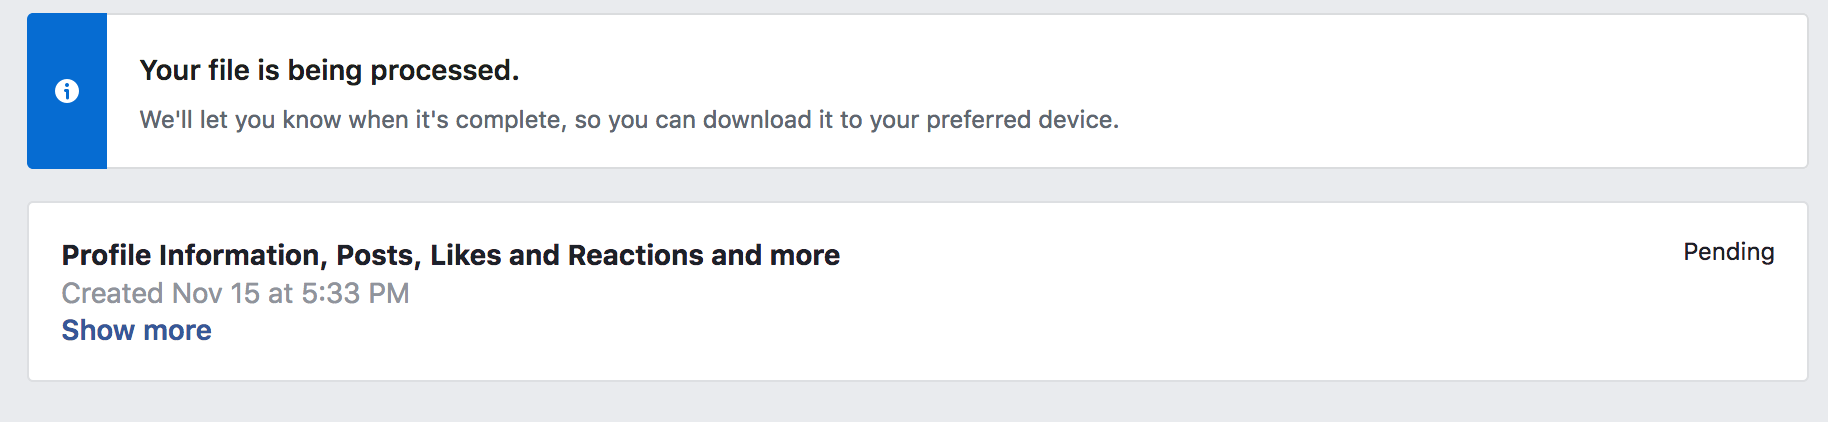 Your file is being processed.
We'll let you know when it's complete, so you can download it to your preferred device.
Profile Information, Posts, Likes and Reactions and more
Pending
Created Nov 15 at 5:33 PM
Show more